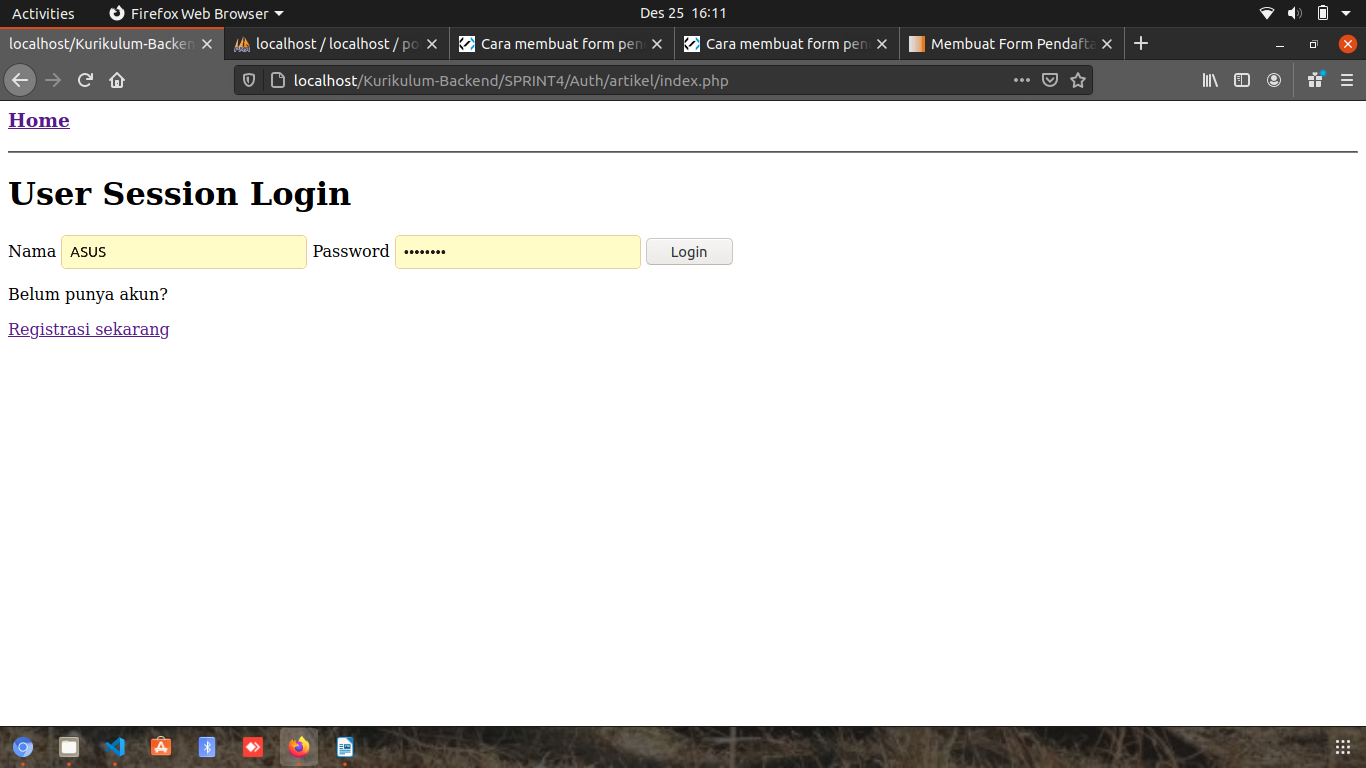 Activities Firefox Web Browser Des 25 16:11
localhost/Kurikulum-Backen localhost / localhost / po Cara membuat form pen Cara membuat form pen Membuat Form Pendafta
localhost/Kurikulum-Backend/SPRINT4/Auth/artikel/index.php
Home
User Session Login
Nama ASUS Password •••••••• Login
Belum punya akun?
Registrasi sekarang